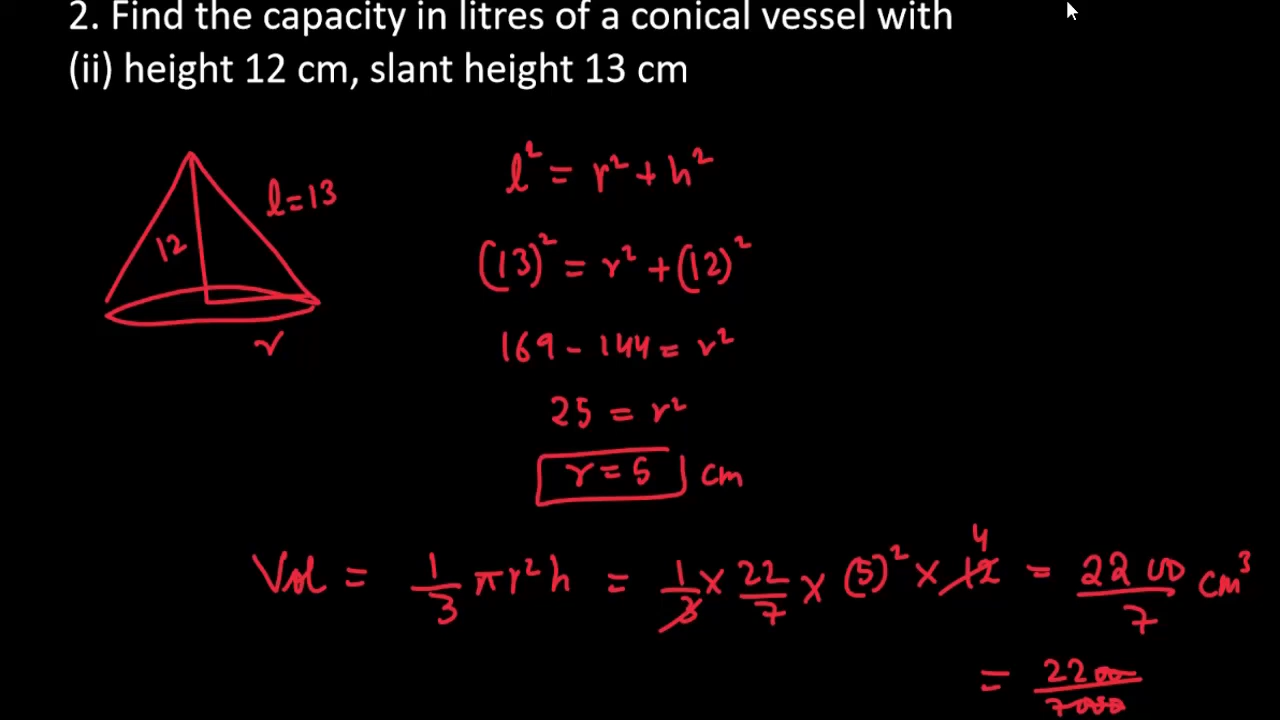 2. Find the capacity in litres of a conical vessel with
(ii) height 12 cm, slant height 13 cm
l = 13
12
r
l² = r² + h²
(13)² = r² + (12)²
169 - 144 = r²
25 = r²
r = 5 cm
Vol = 1/3 πr²h = 1/3 × 22/7 × (5)² × 12 4 = 2200/7 cm³
= 2200/7000